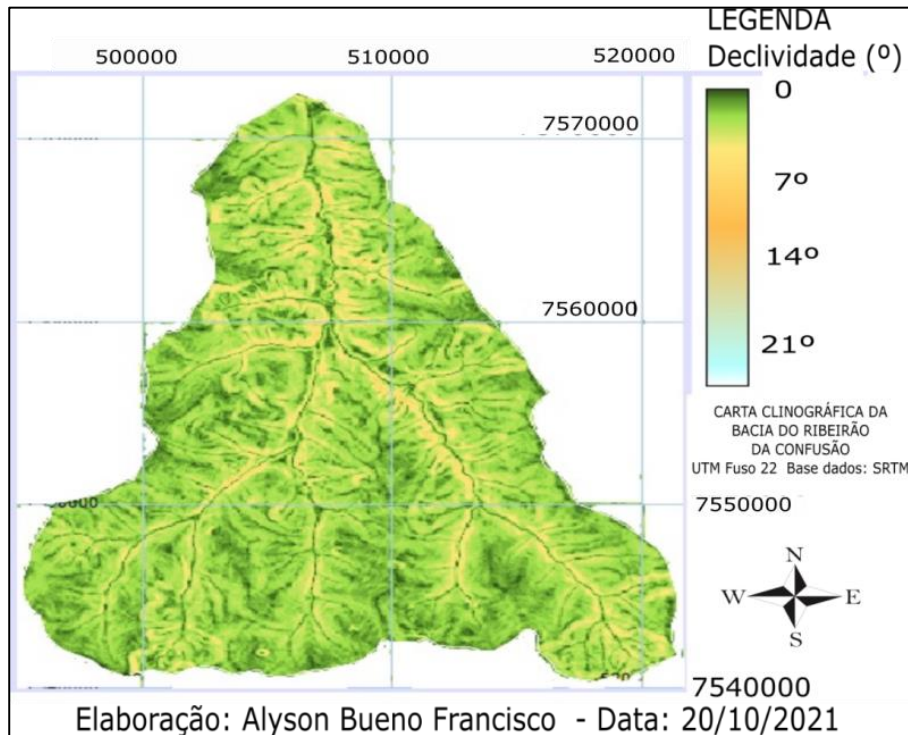 LEGENDA
Declividade (º)
500000
510000
520000
0
7570000
7º
14º
7560000
21º
CARTA CLINOGRÁFICA DA
BACIA DO RIBEIRÃO
DA CONFUSÃO
UTM Fuso 22 Base dados: SRTM
7550000
N
W
E
S
7540000
Elaboração: Alyson Bueno Francisco - Data: 20/10/2021